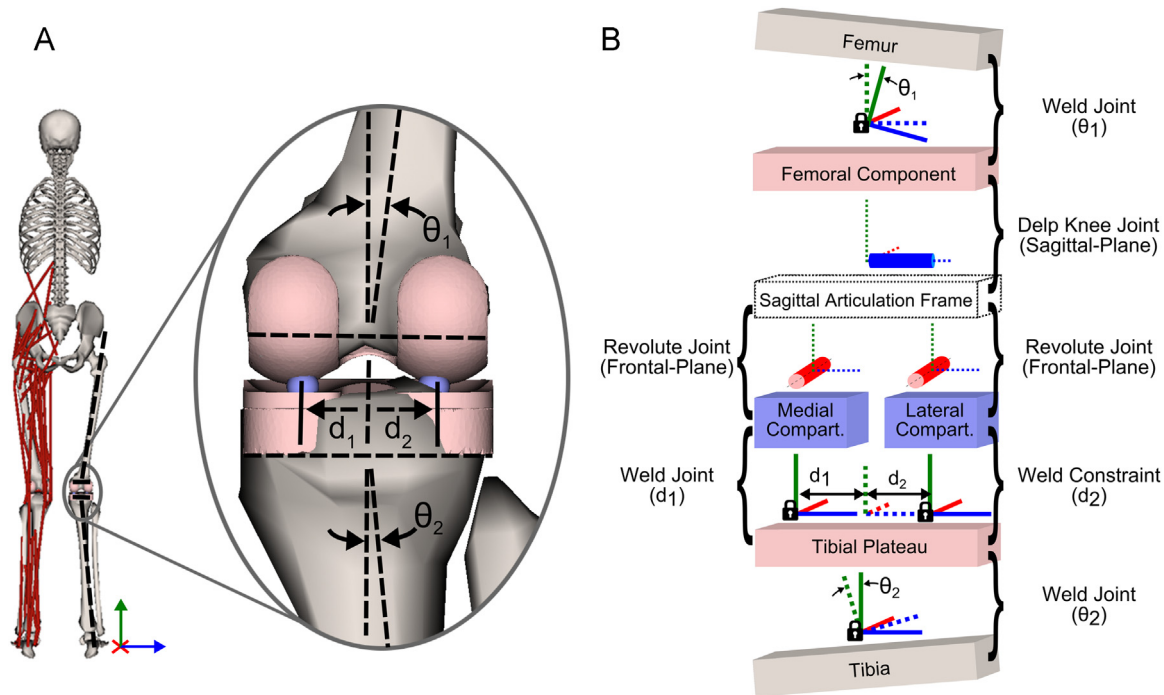 A
θ1
d1
d2
θ2
B
Femur
θ1
Weld Joint
(θ1)
Femoral Component
Delp Knee Joint
(Sagittal-Plane)
Sagittal Articulation Frame
Revolute Joint
(Frontal-Plane)
Revolute Joint
(Frontal-Plane)
Medial
Compart.
Lateral
Compart.
Weld Joint
(d1)
d1
d2
Weld Constraint
(d2)
Tibial Plateau
θ2
Weld Joint
(θ2)
Tibia